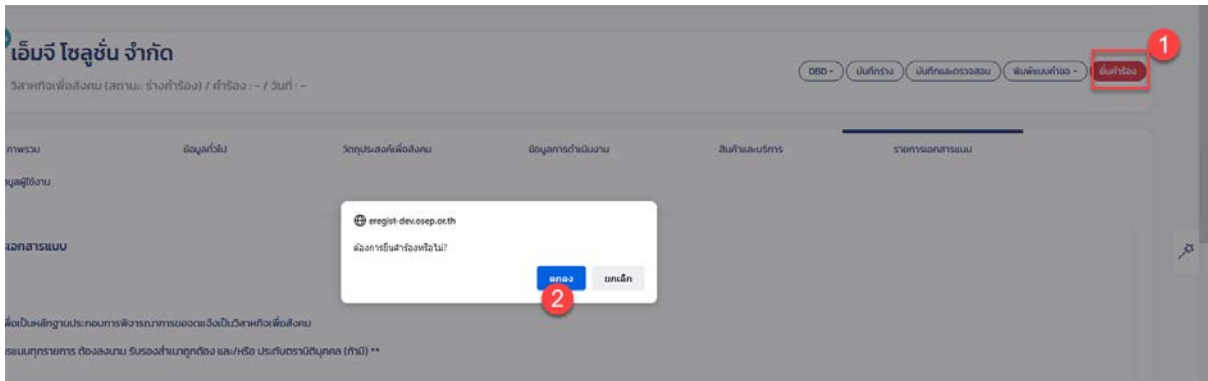 เอ็มจี โซลูชั่น จำกัด
1
วิสาหกิจเพื่อสังคม (สถานะ: ร่างคำร้อง) / คำร้อง : - / วันที่ : -
DBD - บันทึกร่าง บันทึกและตรวจสอบ พิมพ์แบบคำขอ - ยื่นคำร้อง
ภาพรวม ข้อมูลทั่วไป วัตถุประสงค์เพื่อสังคม ข้อมูลการดำเนินงาน สินค้าและบริการ รายการเอกสารแนบ
มูลผู้ใช้งาน
eregist-dev.osep.or.th
เอกสารแนบ
ต้องการยื่นคำร้องหรือไม่?
ตกลง ยกเลิก
2
พื่อเป็นหลักฐานประกอบการพิจารณาการขอจดแจ้งเป็นวิสาหกิจเพื่อสังคม
รแนบทุกรายการ ต้องลงนาม รับรองสำเนาถูกต้อง และ/หรือ ประทับตรานิติบุคคล (ถ้ามี) **